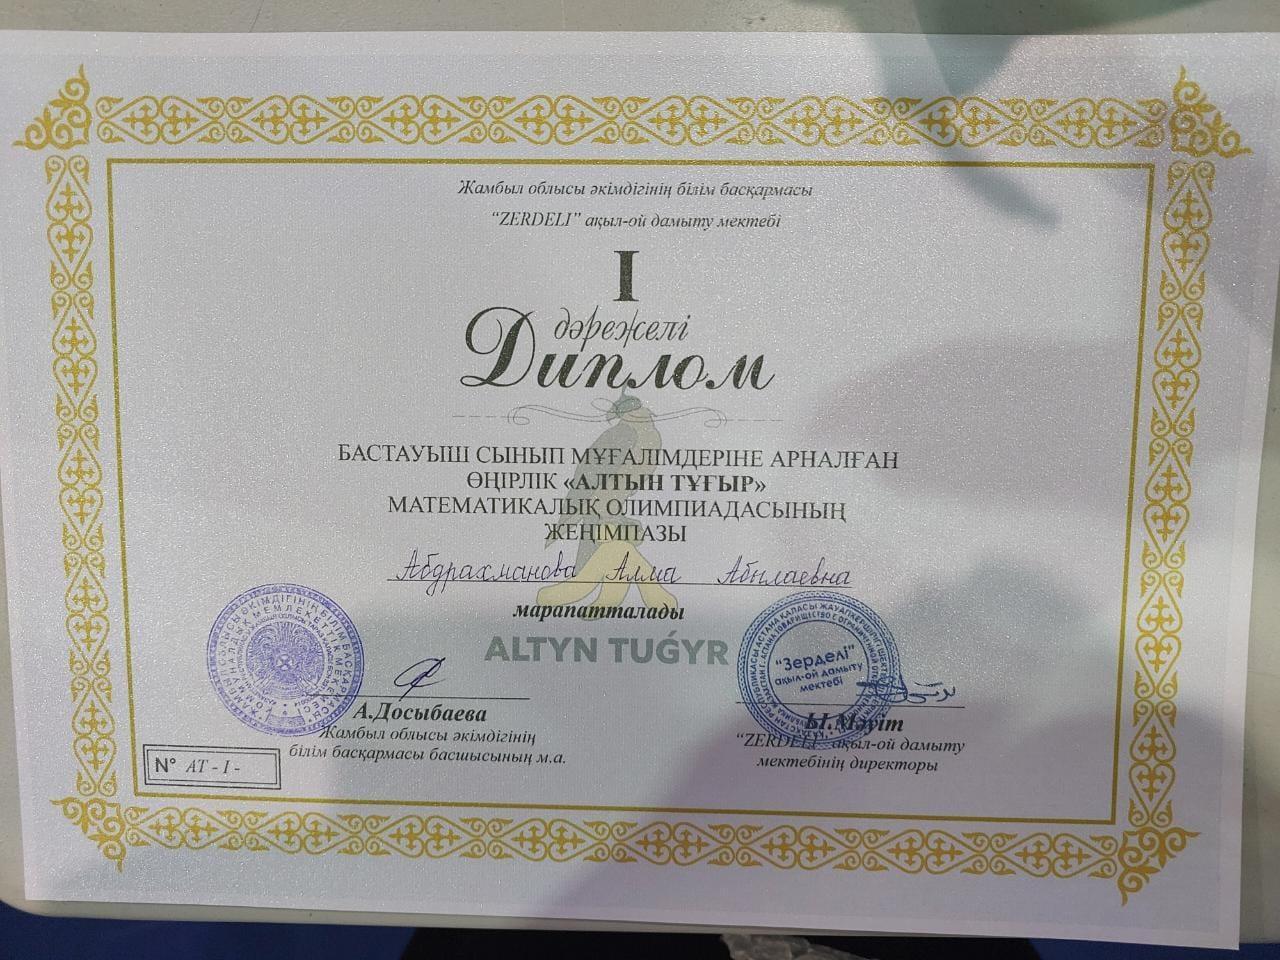 Жамбыл облысы әкімдігінің білім басқармасы
“ZERDELI” ақыл-ой дамыту мектебі
I
дәрежелі
Диплом
БАСТАУЫШ СЫНЫП МҰҒАЛІМДЕРІНЕ АРНАЛҒАН
ӨҢІРЛІК «АЛТЫН ТҰҒЫР»
МАТЕМАТИКАЛЫҚ ОЛИМПИАДАСЫНЫҢ
ЖЕҢІМПАЗЫ
Абдрахманова Алма Абылаевна
марапатталады
ALTYN TUǴYR
А.Досыбаева
Жамбыл облысы әкімдігінің
білім басқармасы басшысының м.а.
“Зерделі”
ақыл-ой дамыту
мектебі
Ы.Мәуіт
“ZERDELI” ақыл-ой дамыту
мектебінің директоры
N° AT - I -